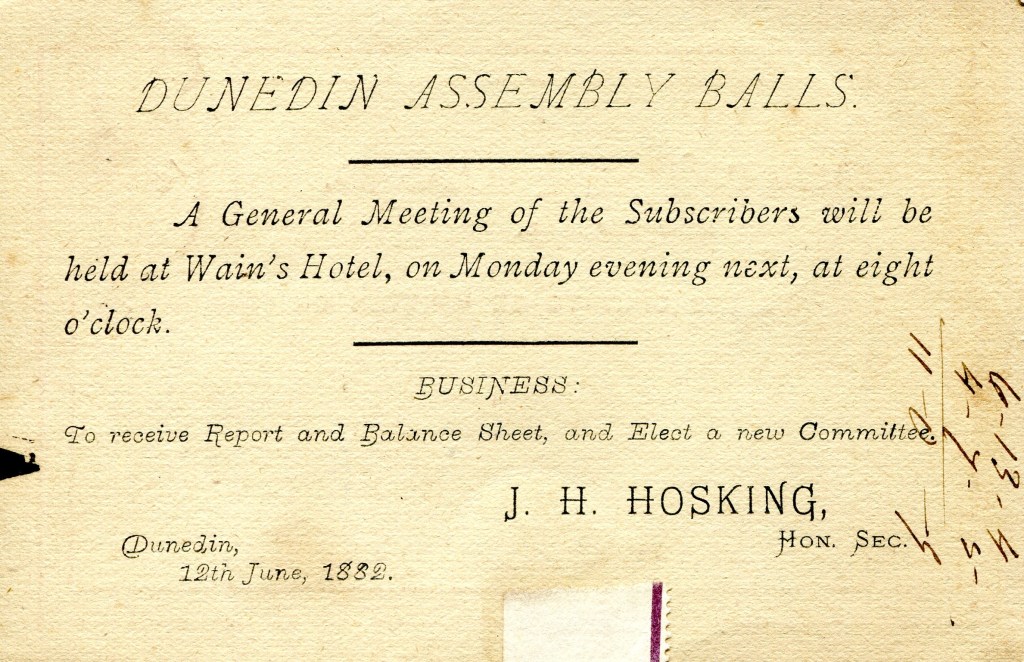 DUNEDIN ASSEMBLY BALLS.
A General Meeting of the Subscribers will be
held at Wain's Hotel, on Monday evening next, at eight
o'clock.
BUSINESS:
To receive Report and Balance Sheet, and Elect a new Committee.
J. H. HOSKING,
HON. SEC.
Dunedin,
12th June, 1882.